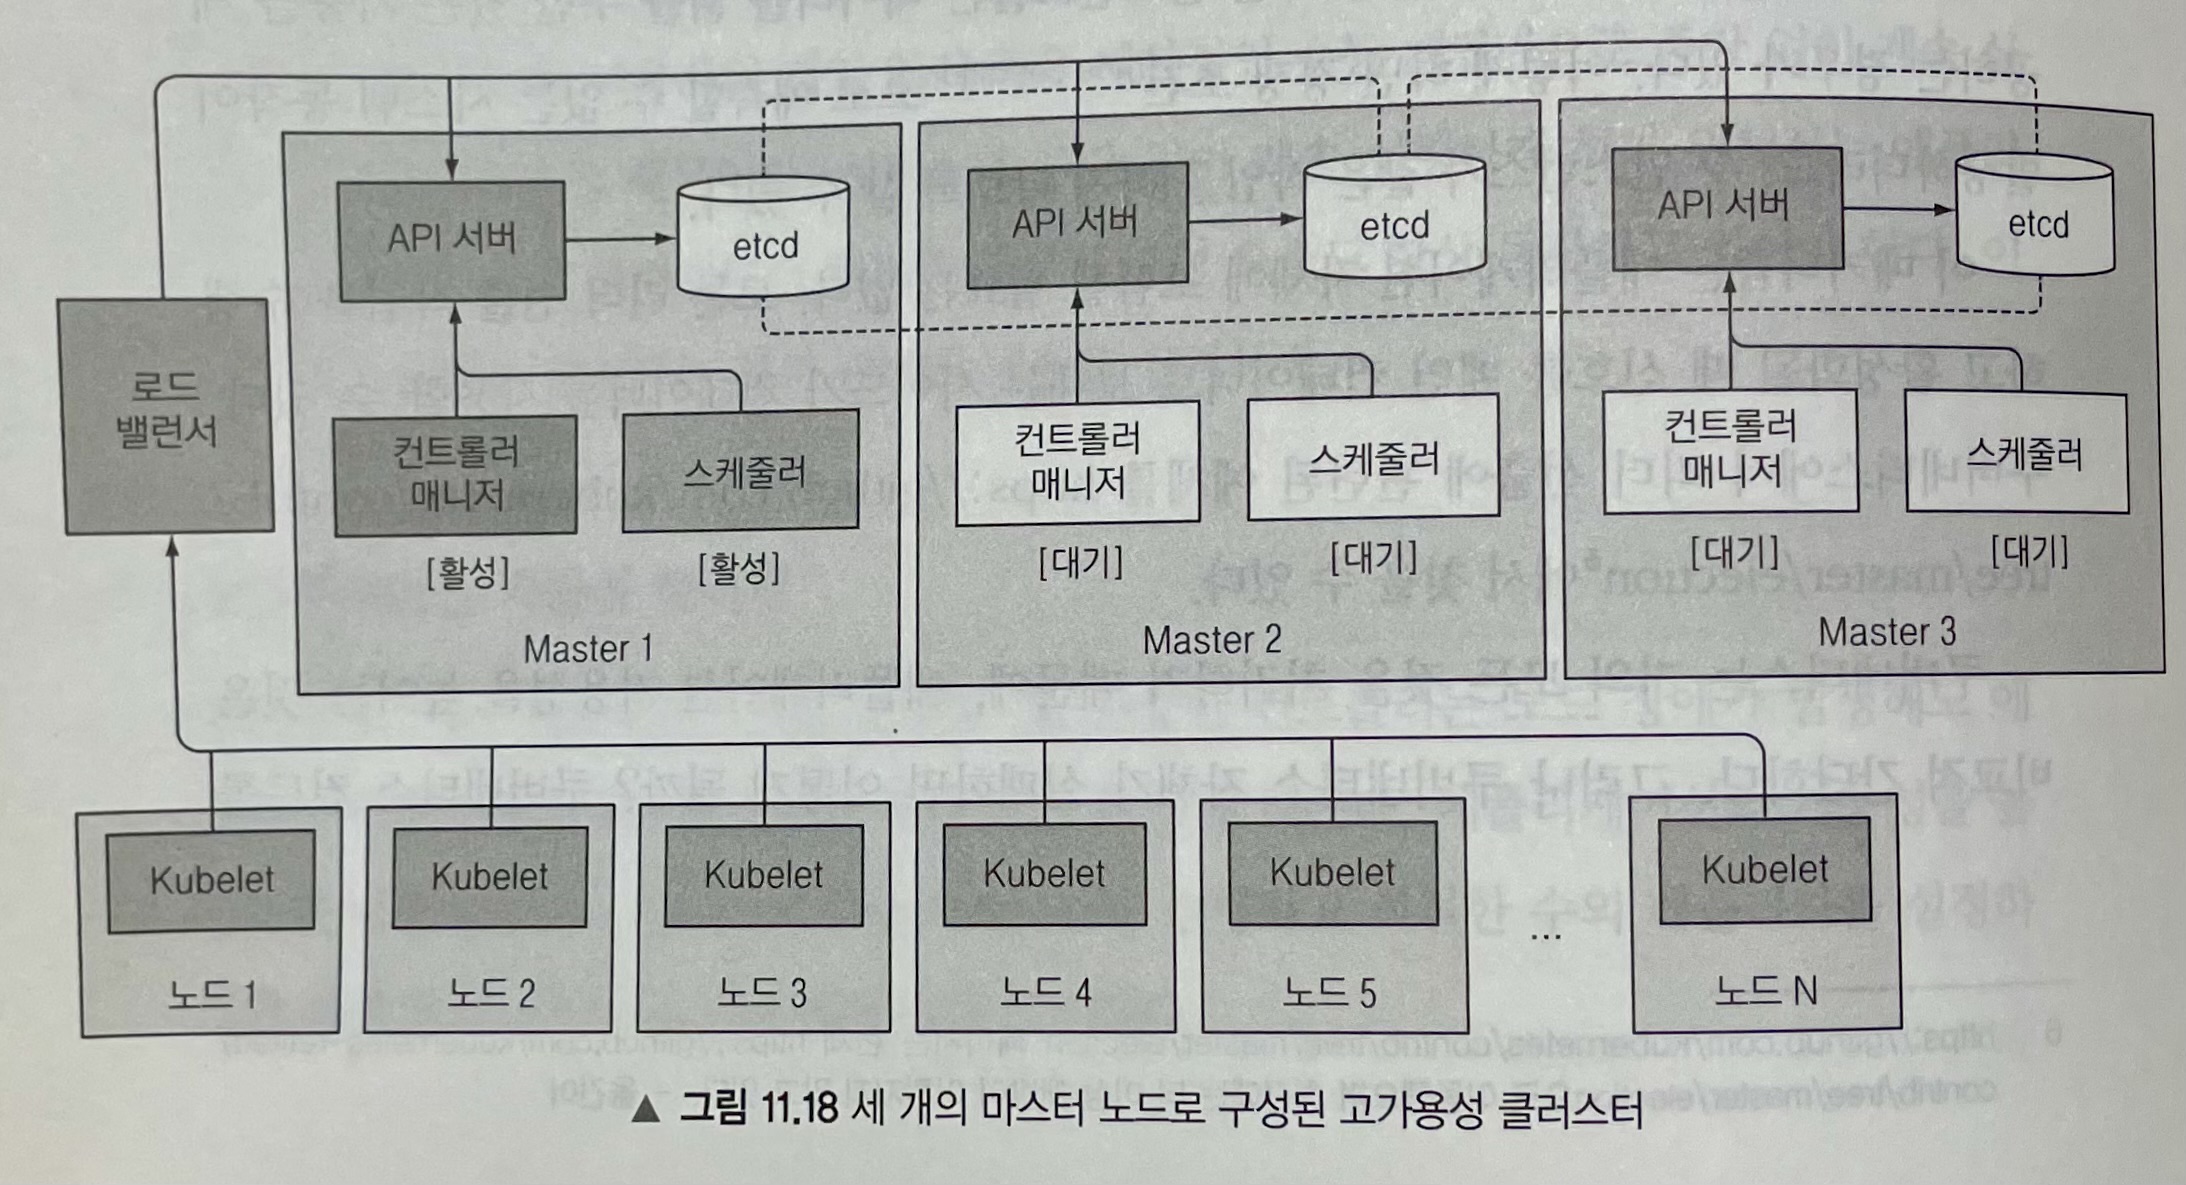 API 서버
etcd
API 서버
etcd
API 서버
etcd
로드
밸런서
컨트롤러
매니저
스케줄러
컨트롤러
매니저
스케줄러
컨트롤러
매니저
스케줄러
[활성]
[활성]
[대기]
[대기]
[대기]
[대기]
Master 1
Master 2
Master 3
Kubelet
Kubelet
Kubelet
Kubelet
Kubelet
...
Kubelet
노드 1
노드 2
노드 3
노드 4
노드 5
노드 N
▲ 그림 11.18 세 개의 마스터 노드로 구성된 고가용성 클러스터